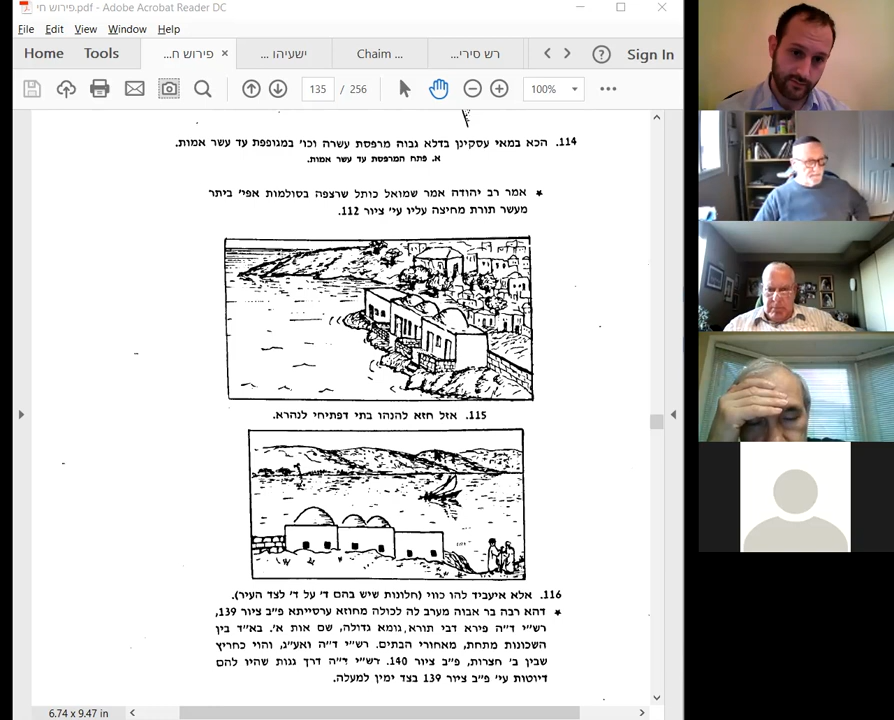 פירוש חי.pdf - Adobe Acrobat Reader DC
File Edit View Window Help
Home Tools פירוש ח... × ישעיהו ... Chaim ... רש סירי... Sign In
135 / 256 100%
114. הכא במאי עסקינן בדלא גבוה מרפסת עשרה וכו' במגופפת עד עשר אמות.
א. פתח המרפסת עד עשר אמות.
★ אמר רב יהודה אמר שמואל כותל שרצפה בסולמות אפי' ביתר
מעשר תורת מחיצה עליו עי' ציור 112.
115. אזל חזא להנהו בתי דפתיחי לנהרא.
116. אלא איעביד להו כווי (חלונות שיש בהם ד' על ד' לצד העיר).
★ דהא רבה בר אבוה מערב לה לכולה מחוזא ערסייתא פ"ב ציור 139,
רש"י ד"ה פירא דבי תורא, גומא גדולה, שם אות א'. בא"ד בין
השכונות מתחת, מאחורי הבתים. רש"י ד"ה ואע"ג, והוי כחריץ
שבין ב' חצרות, פ"ב ציור 140. רש"י ד"ה דרך גגות שהיו להם
דיוטות עי' פ"ב ציור 139 בצד ימין למעלה.
6.74 x 9.47 in